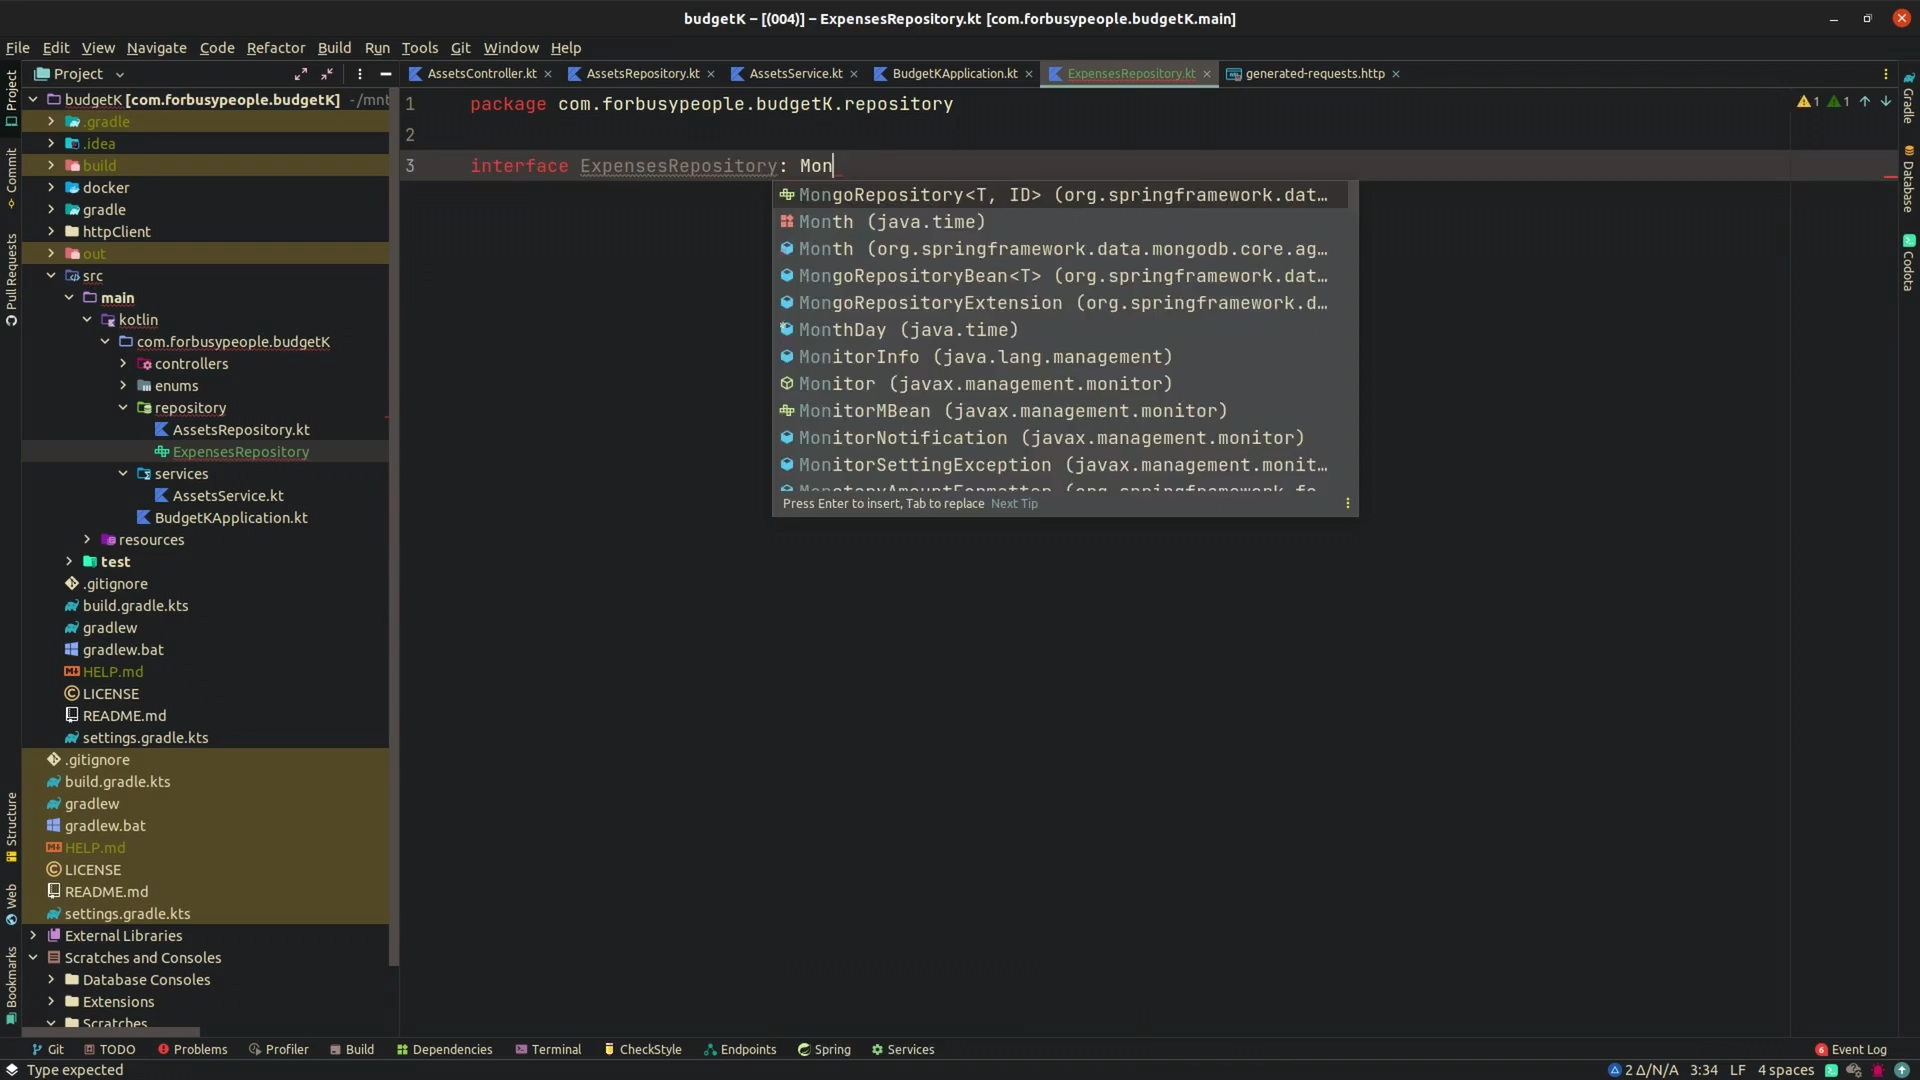 budgetK – [(004)] – ExpensesRepository.kt [com.forbusypeople.budgetK.main]
File Edit View Navigate Code Refactor Build Run Tools Git Window Help
Project
AssetsController.kt
AssetsRepository.kt
AssetsService.kt
BudgetKApplication.kt
ExpensesRepository.kt
generated-requests.http
Project
Commit
Pull Requests
Structure
Web
Bookmarks
budgetK [com.forbusypeople.budgetK] ~/mnt
.gradle
.idea
build
docker
gradle
httpClient
out
src
main
kotlin
com.forbusypeople.budgetK
controllers
enums
repository
AssetsRepository.kt
ExpensesRepository
services
AssetsService.kt
BudgetKApplication.kt
resources
test
.gitignore
build.gradle.kts
gradlew
gradlew.bat
HELP.md
LICENSE
README.md
settings.gradle.kts
.gitignore
build.gradle.kts
gradlew
gradlew.bat
HELP.md
LICENSE
README.md
settings.gradle.kts
External Libraries
Scratches and Consoles
Database Consoles
Extensions
Scratches
1 package com.forbusypeople.budgetK.repository
2
3 interface ExpensesRepository: Mon
1 1
MongoRepository<T, ID> (org.springframework.dat…
Month (java.time)
Month (org.springframework.data.mongodb.core.ag…
MongoRepositoryBean<T> (org.springframework.dat…
MongoRepositoryExtension (org.springframework.d…
MonthDay (java.time)
MonitorInfo (java.lang.management)
Monitor (javax.management.monitor)
MonitorMBean (javax.management.monitor)
MonitorNotification (javax.management.monitor)
MonitorSettingException (javax.management.monit…
MonetaryAmountFormatter (org.springframework.fo
Press Enter to insert, Tab to replace Next Tip
Gradle
Database
Codota
Git TODO Problems Profiler Build Dependencies Terminal CheckStyle Endpoints Spring Services
6 Event Log
Type expected
2 Δ/N/A 3:34 LF 4 spaces